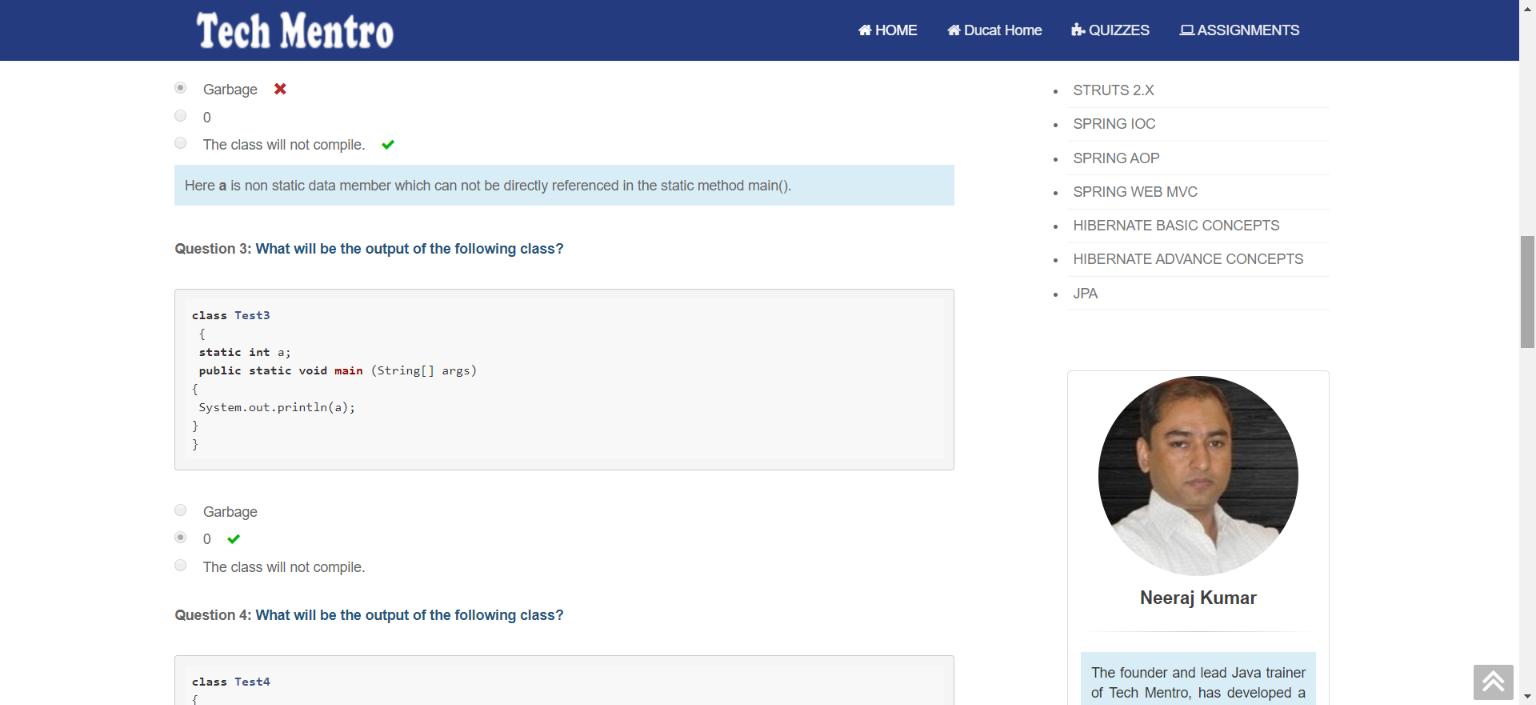 Tech Mentro
HOME
Ducat Home
QUIZZES
ASSIGNMENTS
Garbage
0
The class will not compile.
Here a is non static data member which can not be directly referenced in the static method main().
Question 3: What will be the output of the following class?
class Test3
{
static int a;
public static void main (String[] args)
{
System.out.println(a);
}
}
Garbage
0
The class will not compile.
Question 4: What will be the output of the following class?
class Test4
{
STRUTS 2.X
SPRING IOC
SPRING AOP
SPRING WEB MVC
HIBERNATE BASIC CONCEPTS
HIBERNATE ADVANCE CONCEPTS
JPA
Neeraj Kumar
The founder and lead Java trainer
of Tech Mentro, has developed a